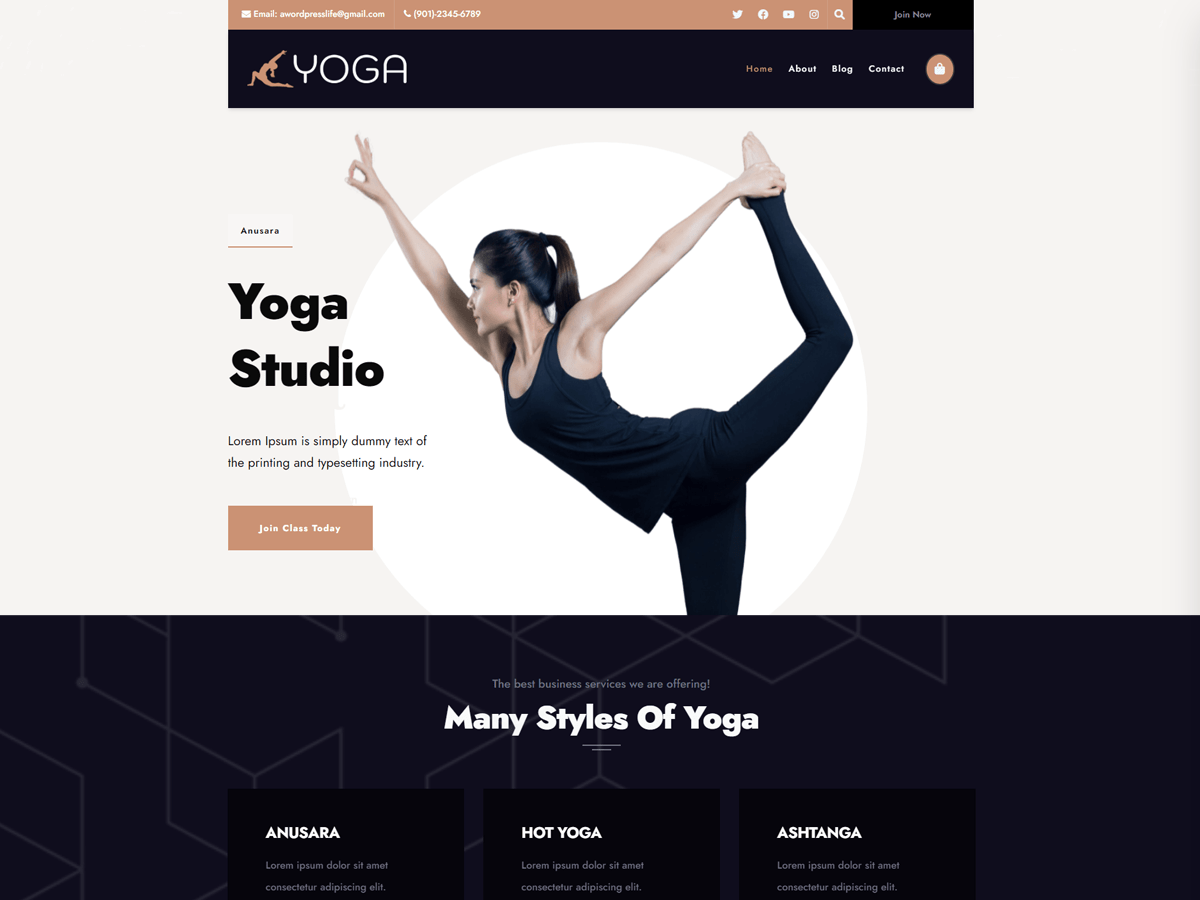 Email: awordpresslife@gmail.com
(901)-2345-6789
Join Now
YOGA
Home
About
Blog
Contact
Anusara
Yoga
Studio
Lorem Ipsum is simply dummy text of
the printing and typesetting industry.
Join Class Today
The best business services we are offering!
Many Styles Of Yoga
ANUSARA
Lorem ipsum dolor sit amet
consectetur adipiscing elit.
HOT YOGA
Lorem ipsum dolor sit amet
consectetur adipiscing elit.
ASHTANGA
Lorem ipsum dolor sit amet
consectetur adipiscing elit.